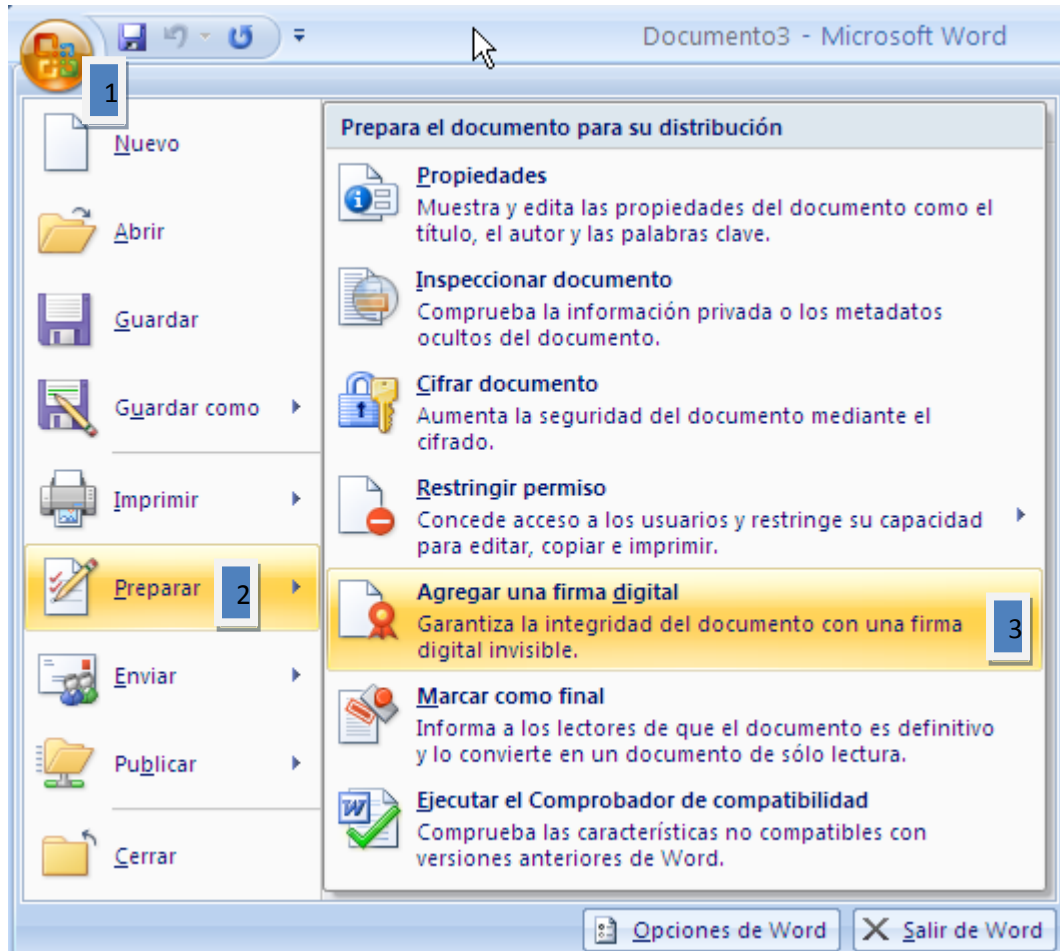 Documento3 - Microsoft Word
1
Nuevo
Abrir
Guardar
Guardar como
Imprimir
Preparar 2
Enviar
Publicar
Cerrar
Prepara el documento para su distribución
Propiedades
Muestra y edita las propiedades del documento como el
título, el autor y las palabras clave.
Inspeccionar documento
Comprueba la información privada o los metadatos
ocultos del documento.
Cifrar documento
Aumenta la seguridad del documento mediante el
cifrado.
Restringir permiso
Concede acceso a los usuarios y restringe su capacidad
para editar, copiar e imprimir.
Agregar una firma digital
Garantiza la integridad del documento con una firma
digital invisible.
3
Marcar como final
Informa a los lectores de que el documento es definitivo
y lo convierte en un documento de sólo lectura.
Ejecutar el Comprobador de compatibilidad
Comprueba las características no compatibles con
versiones anteriores de Word.
Opciones de Word
Salir de Word